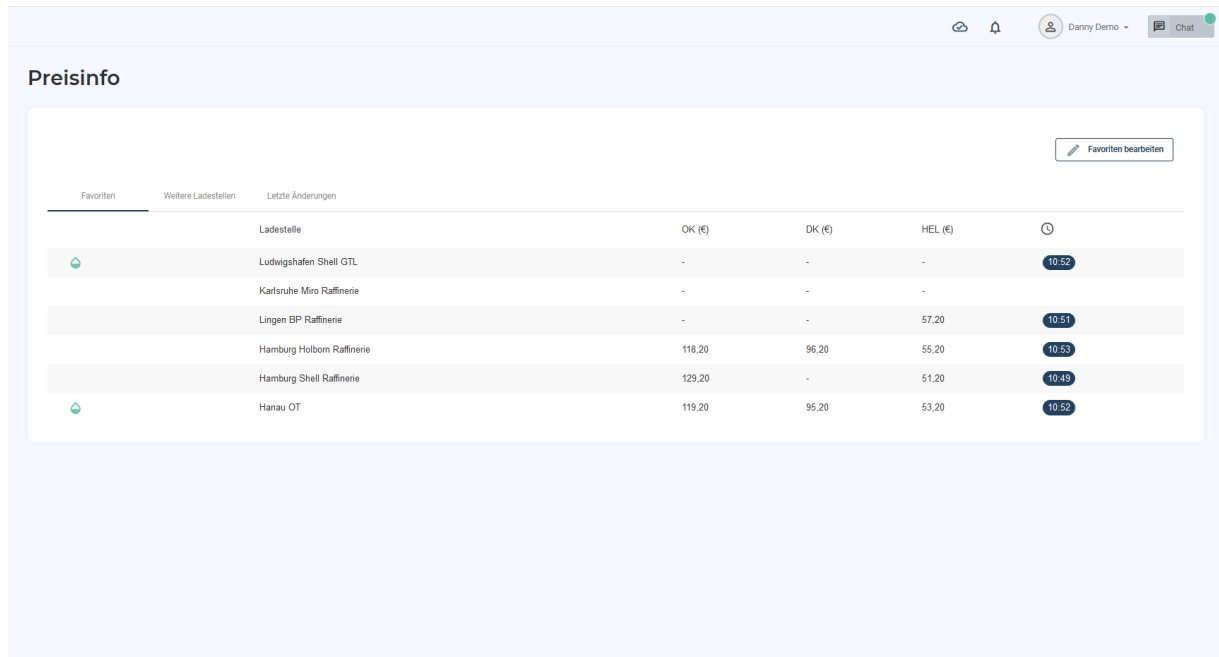 Danny Demo
Chat
Preisinfo
Favoriten bearbeiten
Favoriten Weitere Ladestellen Letzte Änderungen
Ladestelle OK (€) DK (€) HEL (€)
Ludwigshafen Shell GTL - - - 10:52
Karlsruhe Miro Raffinerie - - -
Lingen BP Raffinerie - - 57,20 10:51
Hamburg Holborn Raffinerie 118,20 96,20 55,20 10:53
Hamburg Shell Raffinerie 129,20 - 51,20 10:49
Hanau OT 119,20 95,20 53,20 10:52